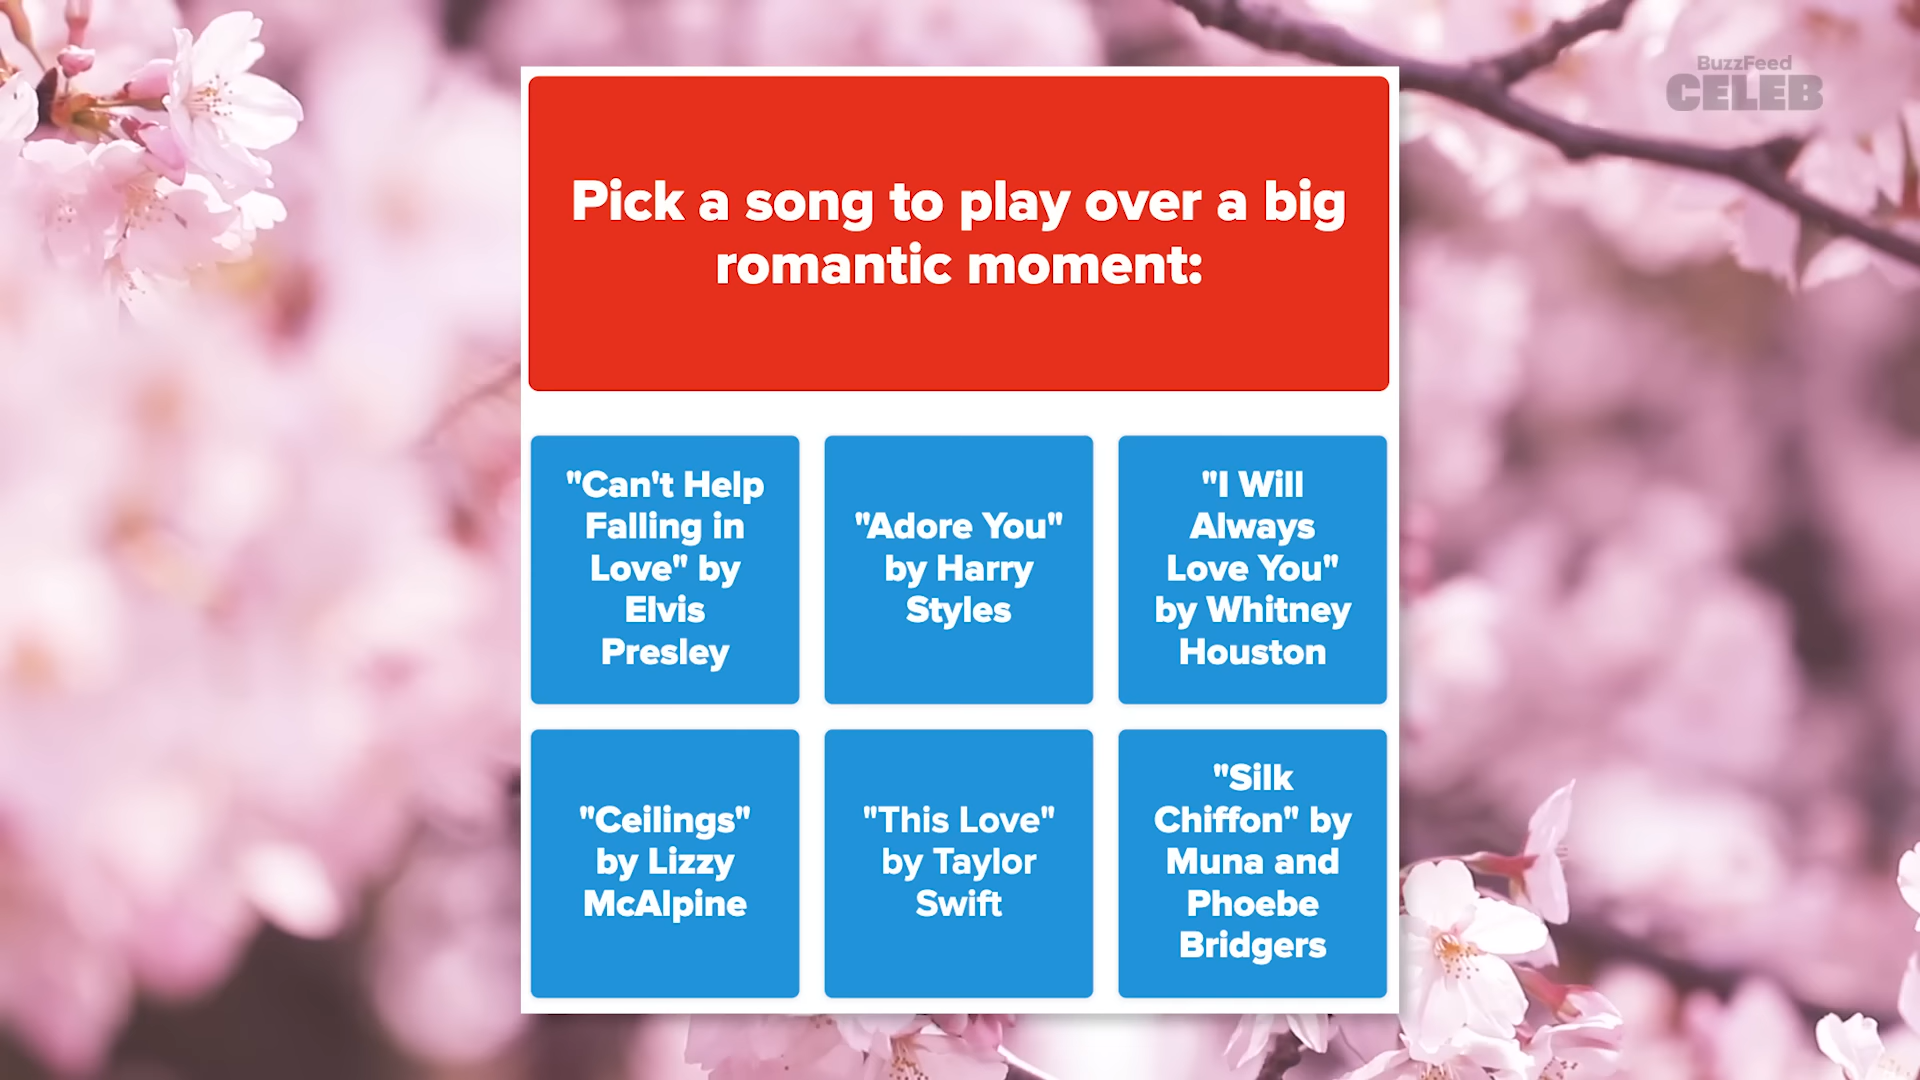 BuzzFeed
CELEB
Pick a song to play over a big
romantic moment:
"Can't Help
Falling in
Love" by
Elvis
Presley
"Adore You"
by Harry
Styles
"I Will
Always
Love You"
by Whitney
Houston
"Ceilings"
by Lizzy
McAlpine
"This Love"
by Taylor
Swift
"Silk
Chiffon" by
Muna and
Phoebe
Bridgers